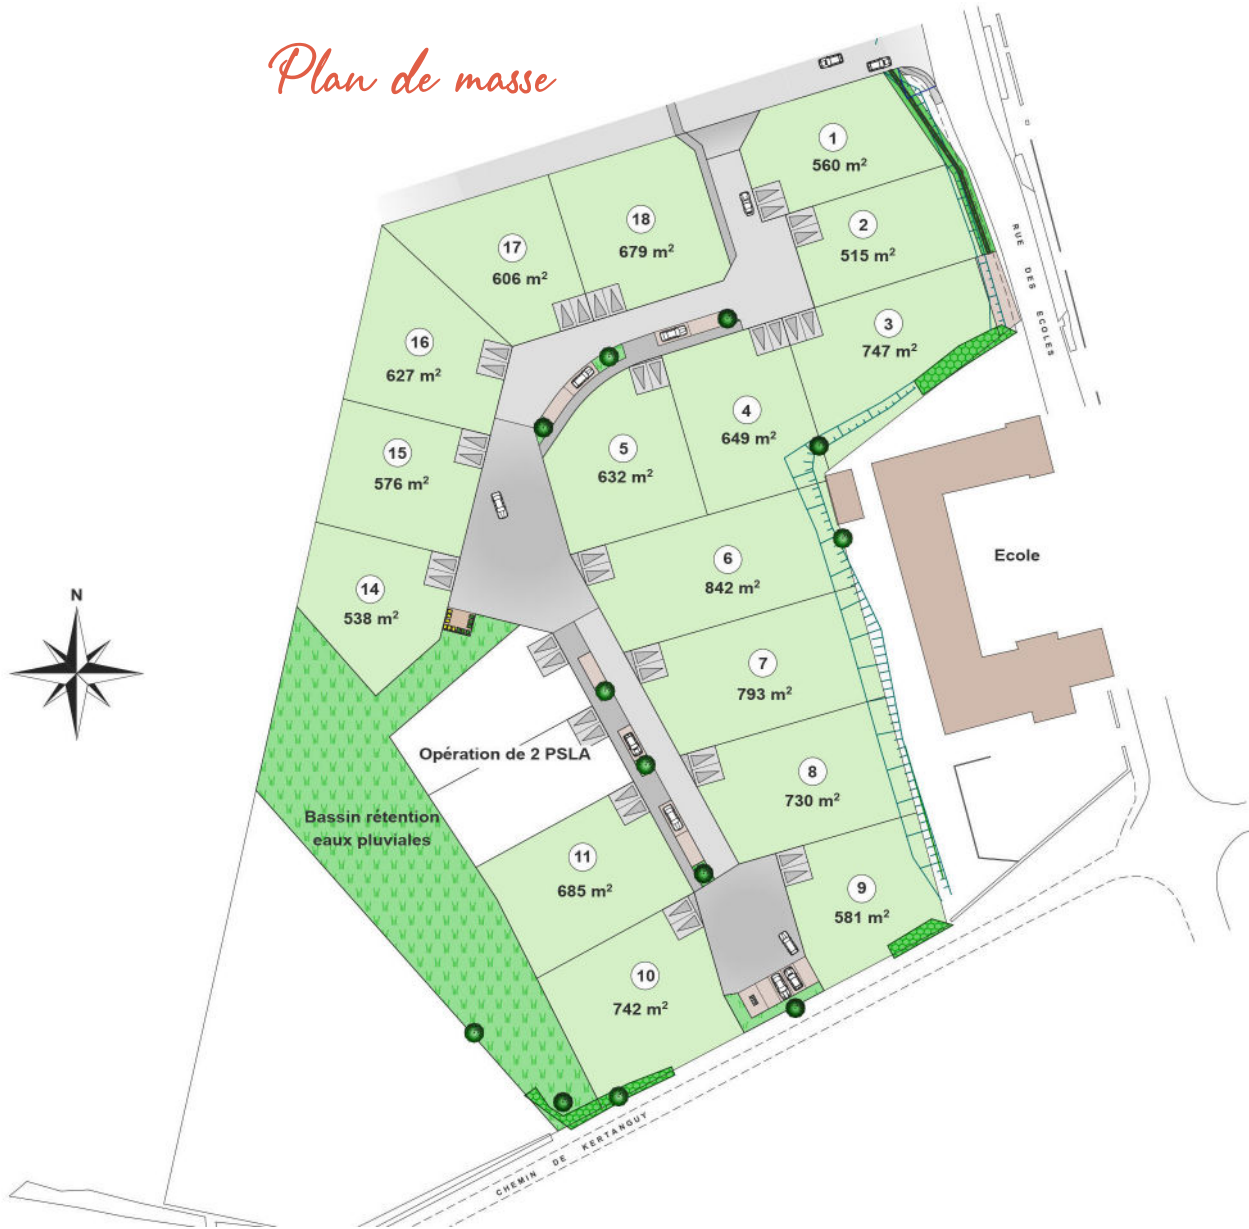 Plan de masse
1
560 m²
2
515 m²
3
747 m²
18
679 m²
17
606 m²
16
627 m²
15
576 m²
14
538 m²
4
649 m²
5
632 m²
6
842 m²
7
793 m²
8
730 m²
9
581 m²
10
742 m²
11
685 m²
Opération de 2 PSLA
Bassin rétention
eaux pluviales
Ecole
N
RUE DES ECOLES
CHEMIN DE KERTANGUY